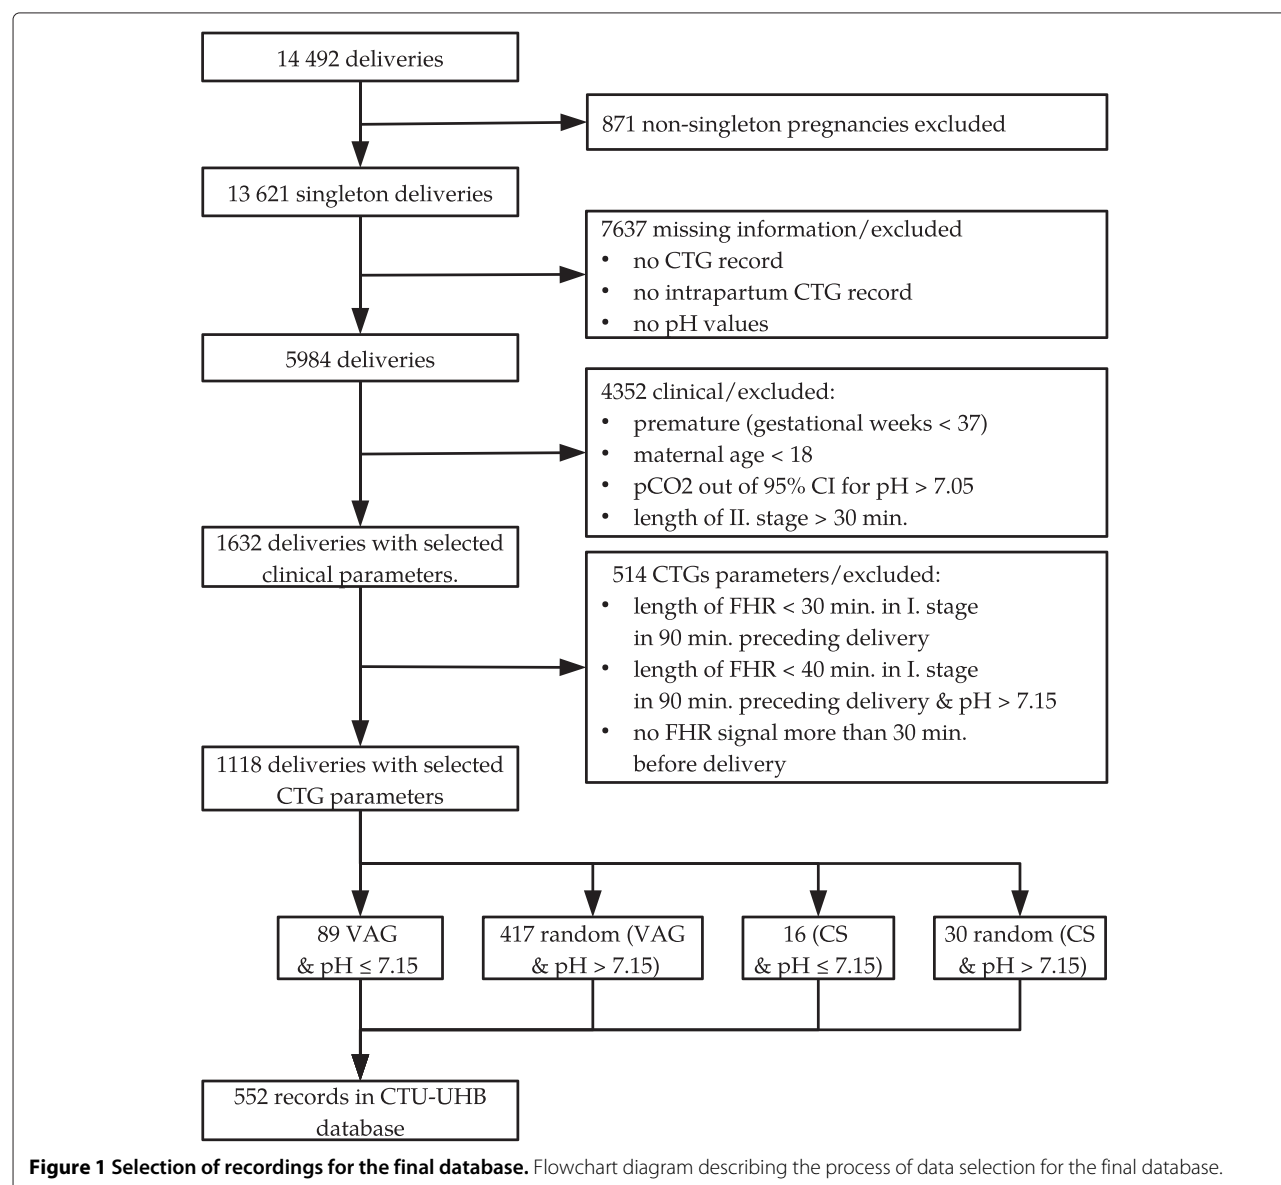 14 492 deliveries
871 non-singleton pregnancies excluded
13 621 singleton deliveries
7637 missing information/excluded
• no CTG record
• no intrapartum CTG record
• no pH values
5984 deliveries
4352 clinical/excluded:
• premature (gestational weeks < 37)
• maternal age < 18
• pCO2 out of 95% CI for pH > 7.05
• length of II. stage > 30 min.
1632 deliveries with selected
clinical parameters.
514 CTGs parameters/excluded:
• length of FHR < 30 min. in I. stage
in 90 min. preceding delivery
• length of FHR < 40 min. in I. stage
in 90 min. preceding delivery & pH > 7.15
• no FHR signal more than 30 min.
before delivery
1118 deliveries with selected
CTG parameters
89 VAG
& pH ≤ 7.15
417 random (VAG
& pH > 7.15)
16 (CS
& pH ≤ 7.15)
30 random (CS
& pH > 7.15)
552 records in CTU-UHB
database
Figure 1 Selection of recordings for the final database. Flowchart diagram describing the process of data selection for the final database.